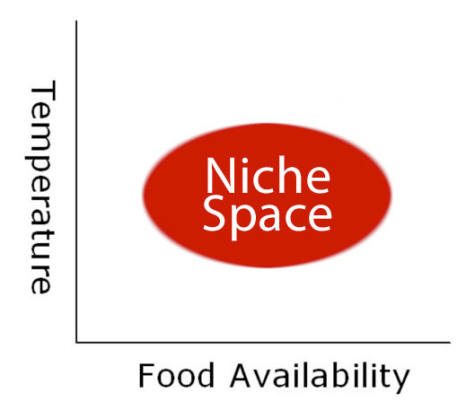 Temperature
Niche
Space
Food Availability